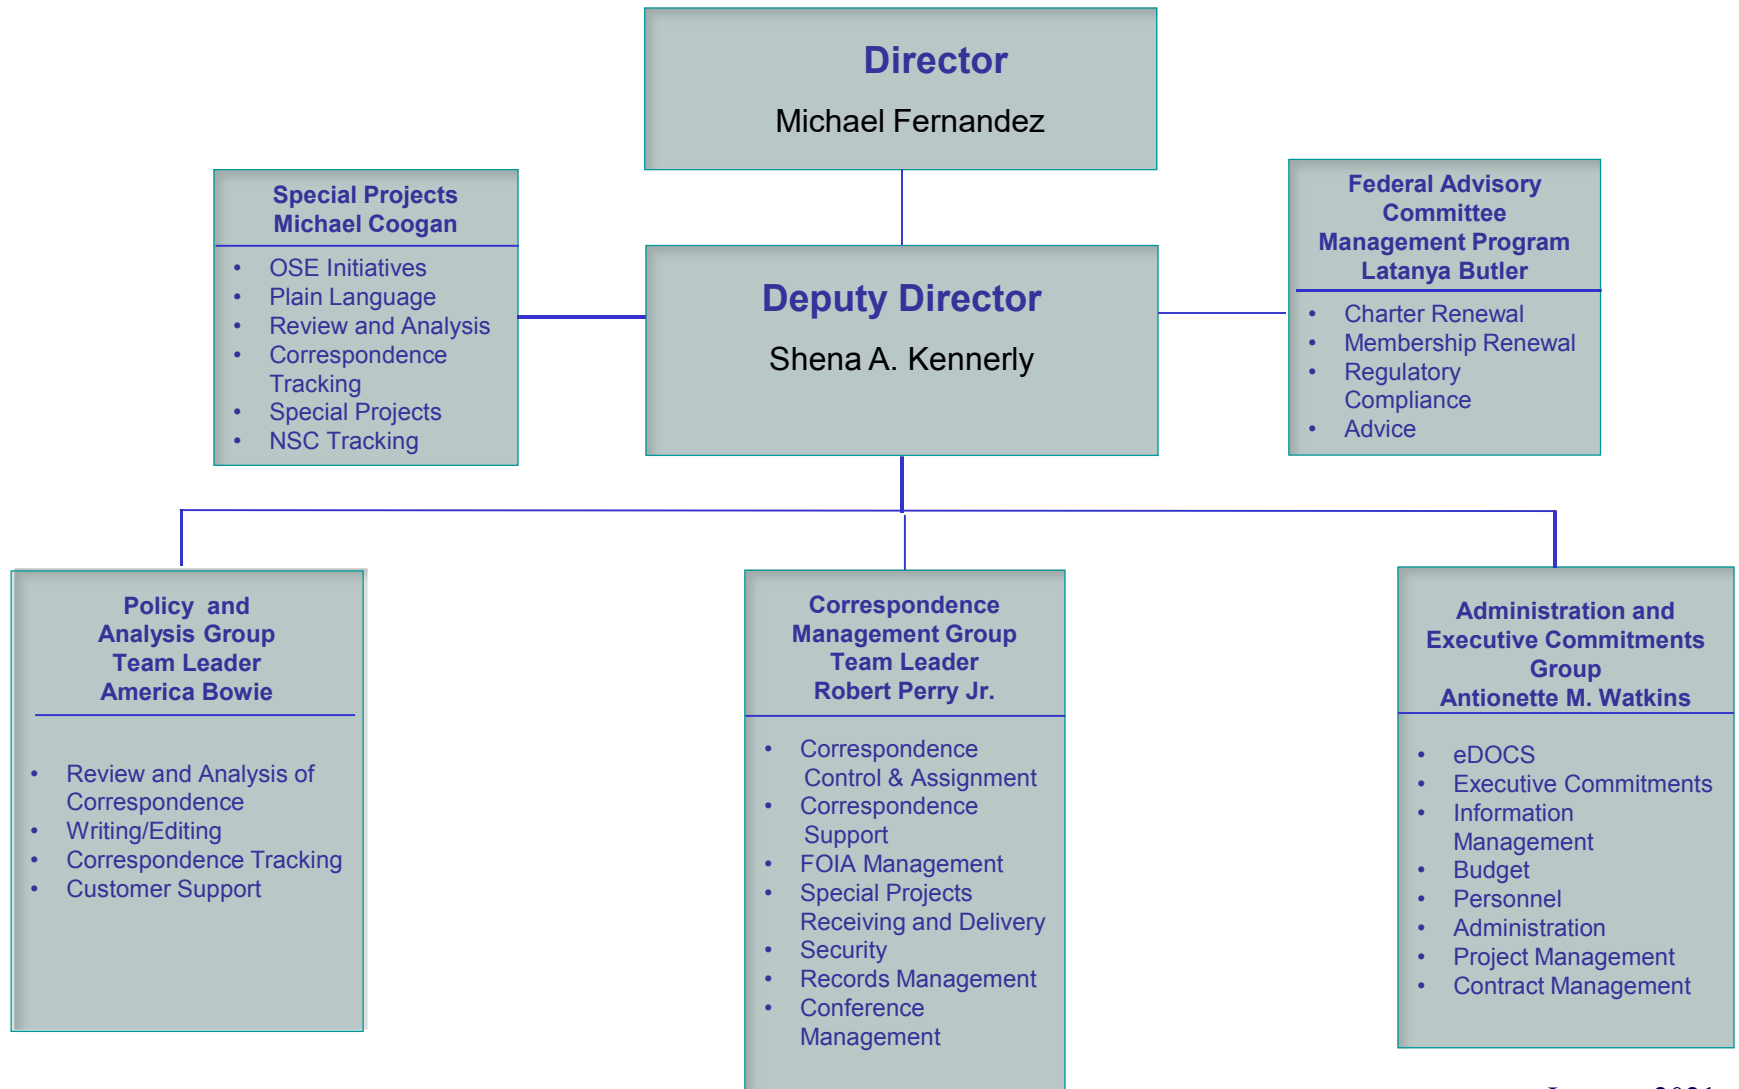 Director
Michael Fernandez
Special Projects
Michael Coogan
• OSE Initiatives
• Plain Language
• Review and Analysis
• Correspondence
Tracking
• Special Projects
• NSC Tracking
Deputy Director
Shena A. Kennerly
Federal Advisory
Committee
Management Program
Latanya Butler
• Charter Renewal
• Membership Renewal
• Regulatory
Compliance
• Advice
Policy and
Analysis Group
Team Leader
America Bowie
• Review and Analysis of
Correspondence
• Writing/Editing
• Correspondence Tracking
• Customer Support
Correspondence
Management Group
Team Leader
Robert Perry Jr.
• Correspondence
Control & Assignment
• Correspondence
Support
• FOIA Management
• Special Projects
Receiving and Delivery
• Security
• Records Management
• Conference
Management
Administration and
Executive Commitments
Group
Antionette M. Watkins
• eDOCS
• Executive Commitments
• Information
Management
• Budget
• Personnel
• Administration
• Project Management
• Contract Management
2021